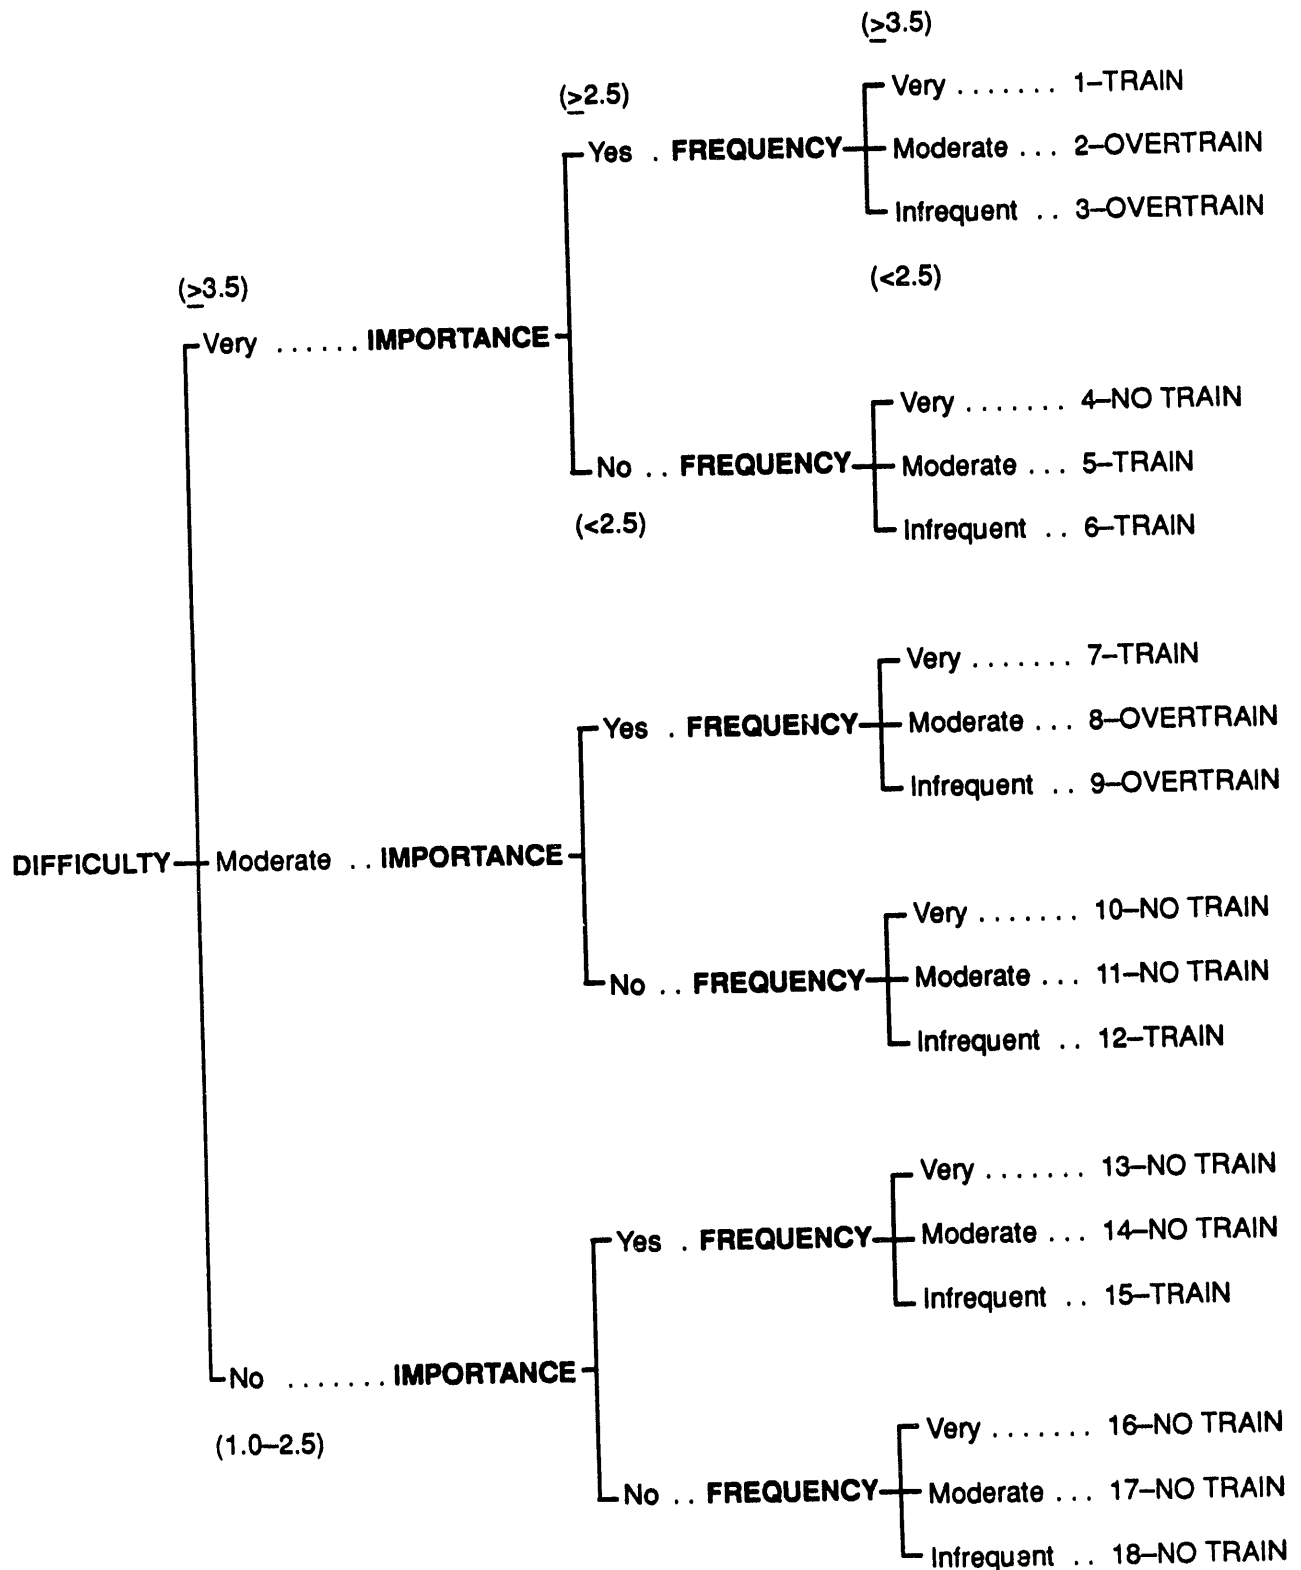 (≥3.5)
Very ....... 1–TRAIN
(≥2.5)
Yes . FREQUENCY Moderate ... 2–OVERTRAIN
Infrequent .. 3–OVERTRAIN
(<2.5)
(≥3.5)
Very ...... IMPORTANCE
Very ....... 4–NO TRAIN
No .. FREQUENCY Moderate ... 5–TRAIN
(<2.5)
Infrequent .. 6–TRAIN
Very ....... 7–TRAIN
Yes . FREQUENCY Moderate ... 8–OVERTRAIN
Infrequent .. 9–OVERTRAIN
DIFFICULTY Moderate .. IMPORTANCE
Very ....... 10–NO TRAIN
No .. FREQUENCY Moderate ... 11–NO TRAIN
Infrequent .. 12–TRAIN
Very ....... 13–NO TRAIN
Yes . FREQUENCY Moderate ... 14–NO TRAIN
Infrequent .. 15–TRAIN
No ....... IMPORTANCE
(1.0–2.5)
Very ....... 16–NO TRAIN
No .. FREQUENCY Moderate ... 17–NO TRAIN
Infrequent .. 18–NO TRAIN